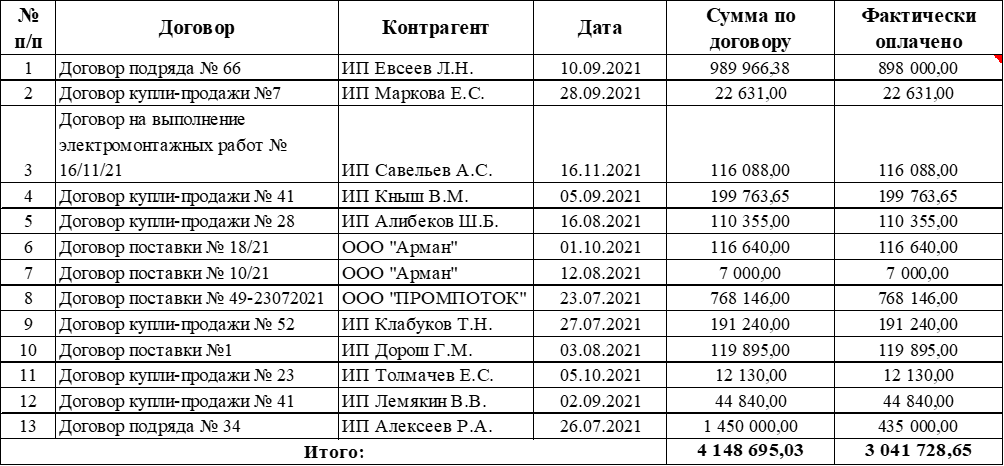 № п/п Договор Контрагент Дата Сумма по договору Фактически оплачено
1 Договор подряда № 66 ИП Евсеев Л.Н. 10.09.2021 989 966,38 898 000,00
2 Договор купли-продажи №7 ИП Маркова Е.С. 28.09.2021 22 631,00 22 631,00
Договор на выполнение
электромонтажных работ №
3 16/11/21 ИП Савельев А.С. 16.11.2021 116 088,00 116 088,00
4 Договор купли-продажи № 41 ИП Кныш В.М. 05.09.2021 199 763,65 199 763,65
5 Договор купли-продажи № 28 ИП Алибеков Ш.Б. 16.08.2021 110 355,00 110 355,00
6 Договор поставки № 18/21 ООО "Арман" 01.10.2021 116 640,00 116 640,00
7 Договор поставки № 10/21 ООО "Арман" 12.08.2021 7 000,00 7 000,00
8 Договор поставки № 49-23072021 ООО "ПРОМПОТОК" 23.07.2021 768 146,00 768 146,00
9 Договор купли-продажи № 52 ИП Клабуков Т.Н. 27.07.2021 191 240,00 191 240,00
10 Договор поставки №1 ИП Дорош Г.М. 03.08.2021 119 895,00 119 895,00
11 Договор купли-продажи № 23 ИП Толмачев Е.С. 05.10.2021 12 130,00 12 130,00
12 Договор купли-продажи № 41 ИП Лемякин В.В. 02.09.2021 44 840,00 44 840,00
13 Договор подряда № 34 ИП Алексеев Р.А. 26.07.2021 1 450 000,00 435 000,00
Итого: 4 148 695,03 3 041 728,65